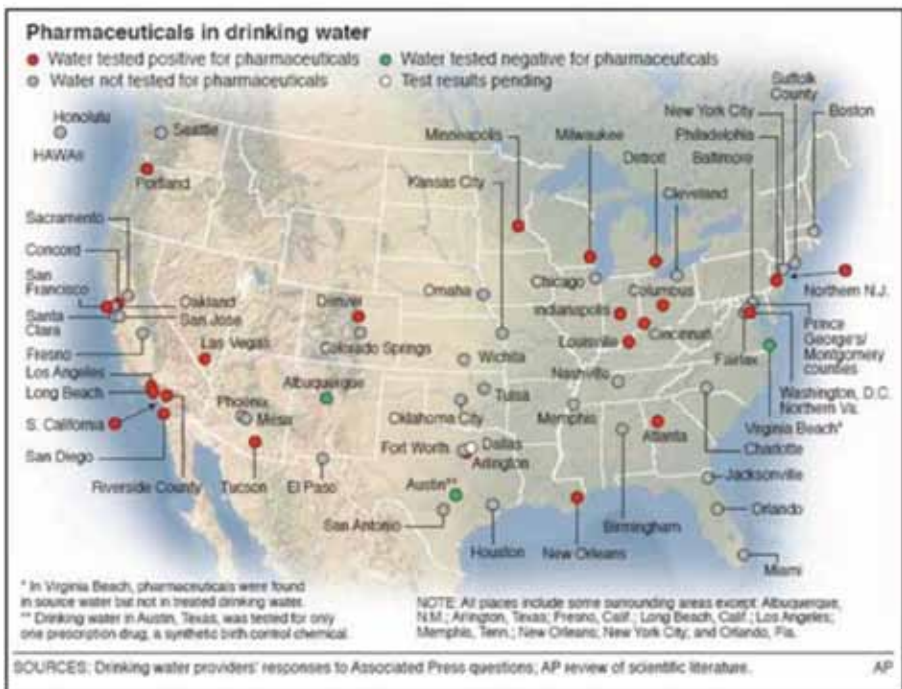 Pharmaceuticals in drinking water
Water tested positive for pharmaceuticals
Water tested negative for pharmaceuticals
Water not tested for pharmaceuticals
Test results pending
Honolulu
HAWAII
Seattle
Portland
Sacramento
Concord
San
Francisco
Oakland
Santa
Clara
San Jose
Fresno
Las Vegas
Los Angeles
Long Beach
S. California
San Diego
Riverside County
Phoenix
Mesa
Tucson
El Paso
Albuquerque
Denver
Colorado Springs
Minneapolis
Kansas City
Omaha
Wichita
Tulsa
Oklahoma City
Fort Worth
Dallas
Arlington
Austin**
San Antonio
Houston
Milwaukee
Chicago
Detroit
Cleveland
Columbus
Indianapolis
Cincinnati
Louisville
Nashville
Memphis
Atlanta
Birmingham
New Orleans
Suffolk
County
New York City
Boston
Philadelphia
Baltimore
Northern N.J.
Fairfax
Prince
George's/
Montgomery
counties
Washington, D.C.
Northern Va.
Virginia Beach*
Charlotte
Jacksonville
Orlando
Miami
* In Virginia Beach, pharmaceuticals were found
in source water but not in treated drinking water.
** Drinking water in Austin, Texas, was tested for only
one prescription drug, a synthetic birth control chemical.
NOTE: All places include some surrounding areas except: Albuquerque,
N.M.; Arlington, Texas; Fresno, Calif.; Long Beach, Calif.; Los Angeles;
Memphis, Tenn.; New Orleans; New York City; and Orlando, Fla.
SOURCES: Drinking water providers' responses to Associated Press questions; AP review of scientific literature.
AP